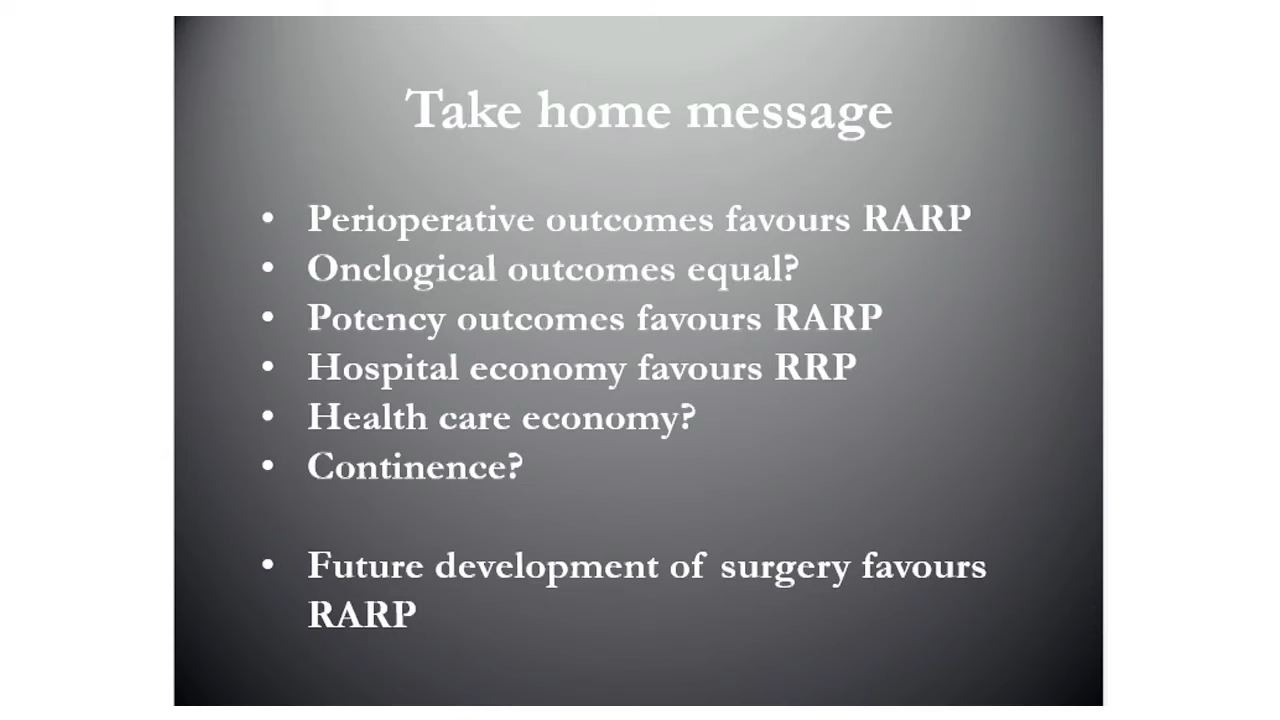 Take home message
• Perioperative outcomes favours RARP
• Onclogical outcomes equal?
• Potency outcomes favours RARP
• Hospital economy favours RRP
• Health care economy?
• Continence?
• Future development of surgery favours
RARP